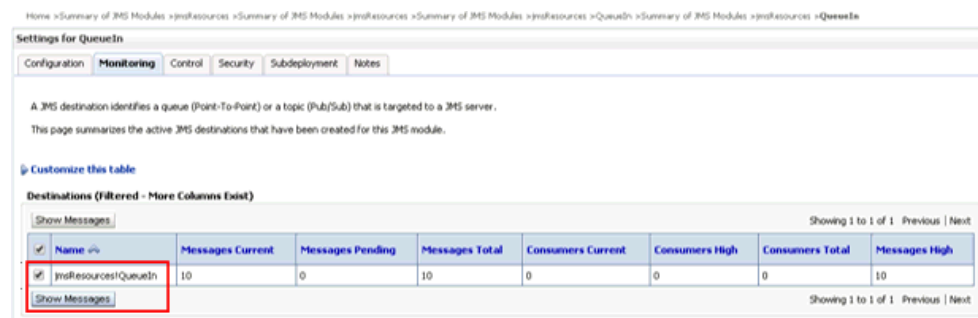 Home >Summary of JMS Modules >jmsResources >Summary of JMS Modules >jmsResources >Summary of JMS Modules >jmsResources >QueueIn >Summary of JMS Modules >jmsResources >QueueIn
Settings for QueueIn
Configuration Monitoring Control Security Subdeployment Notes
A JMS destination identifies a queue (Point-To-Point) or a topic (Pub/Sub) that is targeted to a JMS server.
This page summarizes the active JMS destinations that have been created for this JMS module.
Customize this table
Destinations (Filtered - More Columns Exist)
Show Messages Showing 1 to 1 of 1 Previous | Next
Name Messages Current Messages Pending Messages Total Consumers Current Consumers High Consumers Total Messages High
jmsResources!QueueIn 10 0 10 0 0 0 10
Show Messages Showing 1 to 1 of 1 Previous | Next